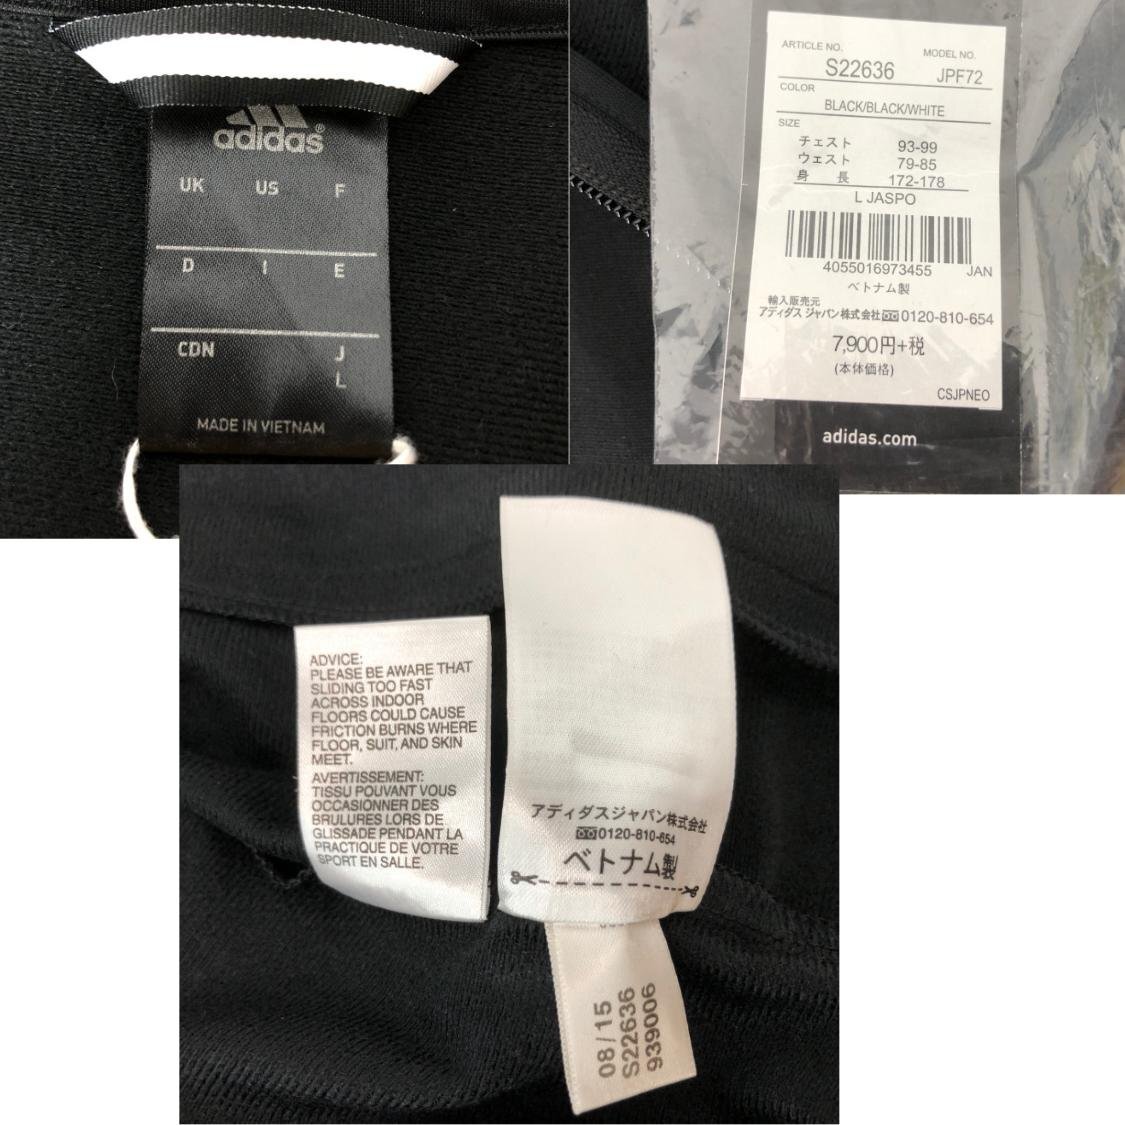 adidas®
UK US F
D I E
CDN J
L
MADE IN VIETNAM
ARTICLE NO. MODEL NO.
S22636 JPF72
COLOR
BLACK/BLACK/WHITE
SIZE
チェスト 93-99
ウェスト 79-85
身長 172-178
L JASPO
4055016973455 JAN
ベトナム製
輸入販売元
アディダス ジャパン株式会社 0120-810-654
7,900円+税
(本体価格)
CSJPNEO
adidas.com
ADVICE:
PLEASE BE AWARE THAT
SLIDING TOO FAST
ACROSS INDOOR
FLOORS COULD CAUSE
FRICTION BURNS WHERE
FLOOR, SUIT, AND SKIN
MEET.
AVERTISSEMENT:
TISSU POUVANT VOUS
OCCASIONNER DES
BRULURES LORS DE
GLISSADE PENDANT LA
PRACTIQUE DE VOTRE
SPORT EN SALLE.
アディダスジャパン株式会社
0120-810-654
ベトナム製
08/15
S22636
939006